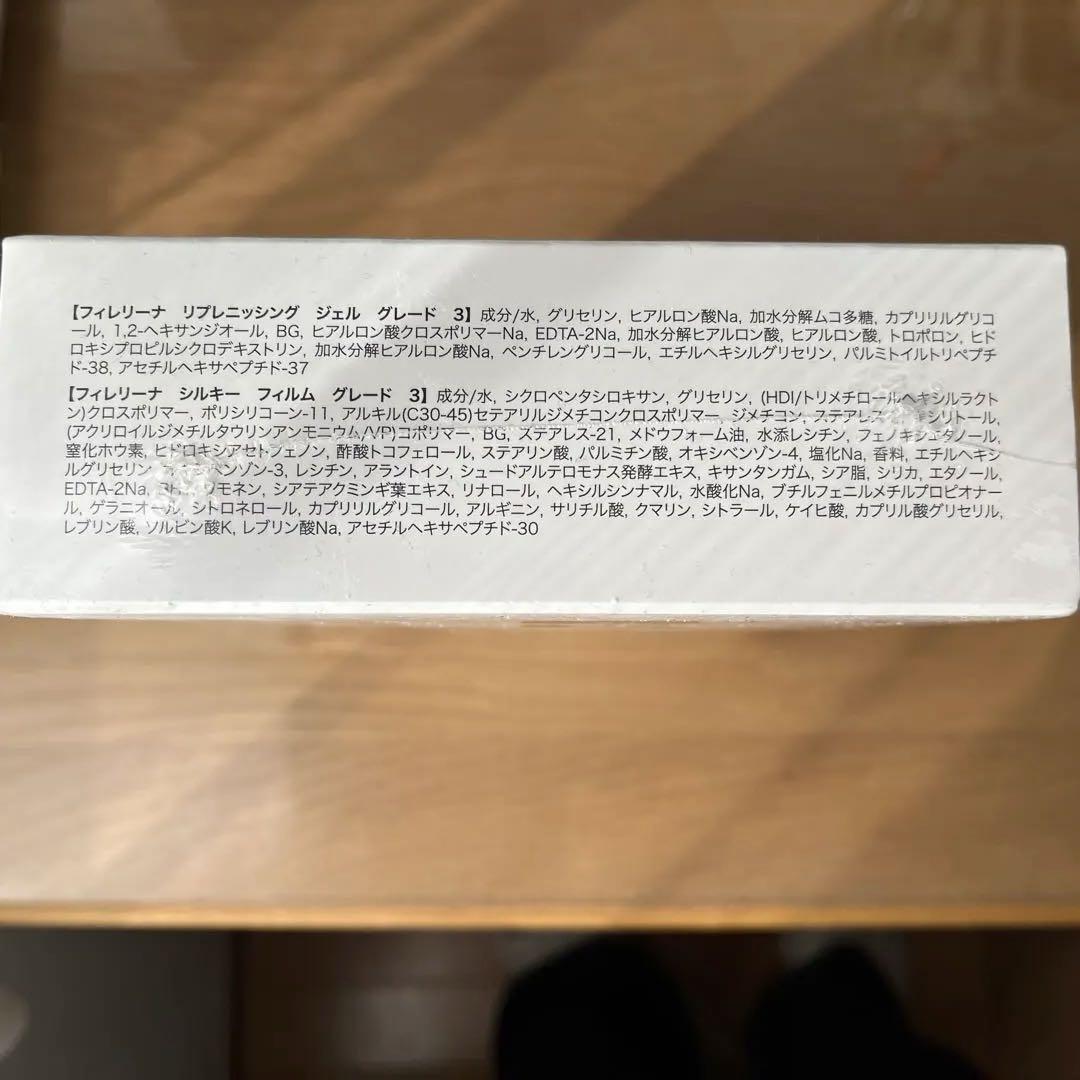 【フィレリーナ リプレニッシング ジェル グレード 3】成分/水, グリセリン, ヒアルロン酸Na, 加水分解ムコ多糖, カプリリルグリコ
ール, 1,2-ヘキサンジオール, BG, ヒアルロン酸クロスポリマーNa, EDTA-2Na, 加水分解ヒアルロン酸, ヒアルロン酸, トロポロン, ヒド
ロキシプロピルシクロデキストリン, 加水分解ヒアルロン酸Na, ペンチレングリコール, エチルヘキシルグリセリン, パルミトイルトリペプチ
ド-38, アセチルヘキサペプチド-37
【フィレリーナ シルキー フィルム グレード 3】成分/水, シクロペンタシロキサン, グリセリン, (HDI/トリメチロールヘキシルラクト
ン)クロスポリマー, ポリシリコーン-11, アルキル(C30-45)セテアリルジメチコンクロスポリマー, ジメチコン, ステアレス シリトール,
(アクリロイルジメチルタウリンアンモニウム/VP)コポリマー, BG, ステアレス-21, メドウフォーム油, 水添レシチン, フェノキシエタノール,
窒化ホウ素, ヒドロキシアセトフェノン, 酢酸トコフェロール, ステアリン酸, パルミチン酸, オキシベンゾン-4, 塩化Na, 香料, エチルヘキシ
ルグリセリン ベンゾン-3, レシチン, アラントイン, シュードアルテロモナス発酵エキス, キサンタンガム, シア脂, シリカ, エタノール,
EDTA-2Na, モネン, シアテアクミンギ葉エキス, リナロール, ヘキシルシンナマル, 水酸化Na, ブチルフェニルメチルプロピオナー
ル, ゲラニオール, シトロネロール, カプリリルグリコール, アルギニン, サリチル酸, クマリン, シトラール, ケイヒ酸, カプリル酸グリセリル,
レブリン酸, ソルビン酸K, レブリン酸Na, アセチルヘキサペプチド-30